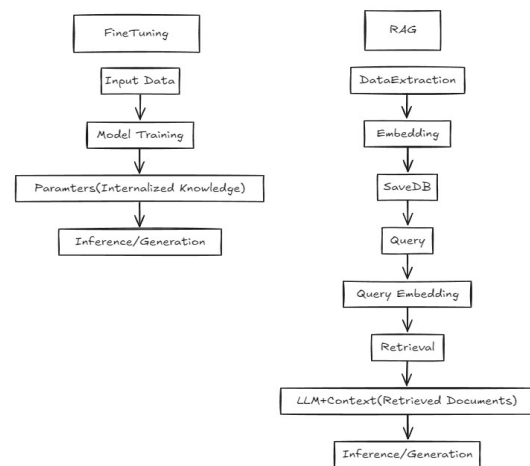 FineTuning
Input Data
Model Training
Paramters(Internalized Knowledge)
Inference/Generation
RAG
DataExtraction
Embedding
SaveDB
Query
Query Embedding
Retrieval
LLM+Context(Retrieved Documents)
Inference/Generation